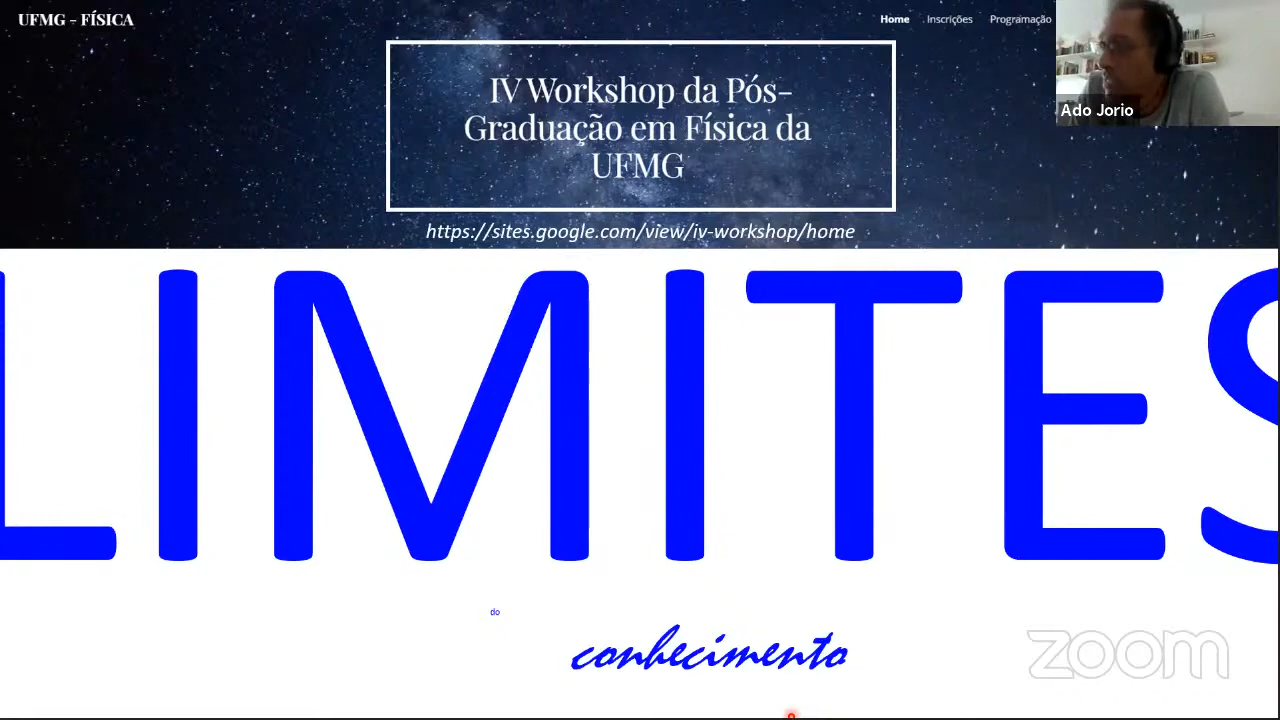 UFMG - FÍSICA
Home Inscrições Programação
Ado Jorio
IV Workshop da Pós-
Graduação em Física da
UFMG
https://sites.google.com/view/iv-workshop/home
LIMITES
do
conhecimento
zoom